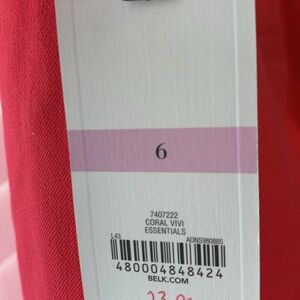 6
7407222
CORAL VIVI
ESSENTIALS
L43 ADN5980885
480004848424
BELK.COM